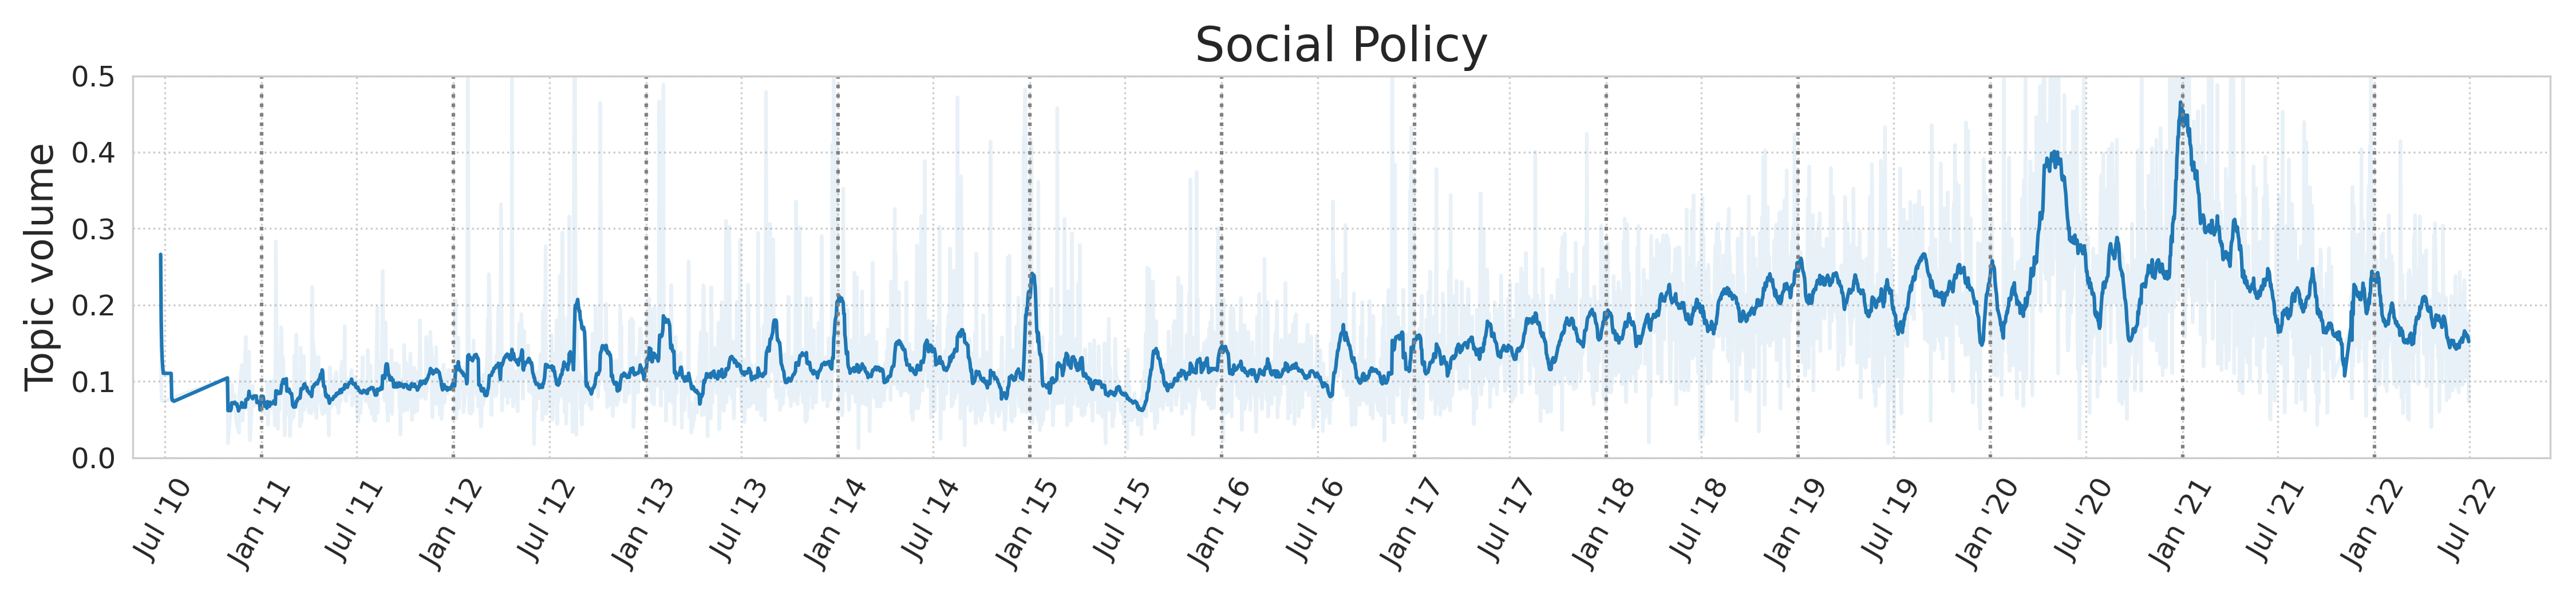 Social Policy
Topic volume
0.5
0.4
0.3
0.2
0.1
0.0
Jul '10
Jan '11
Jul '11
Jan '12
Jul '12
Jan '13
Jul '13
Jan '14
Jul '14
Jan '15
Jul '15
Jan '16
Jul '16
Jan '17
Jul '17
Jan '18
Jul '18
Jan '19
Jul '19
Jan '20
Jul '20
Jan '21
Jul '21
Jan '22
Jul '22